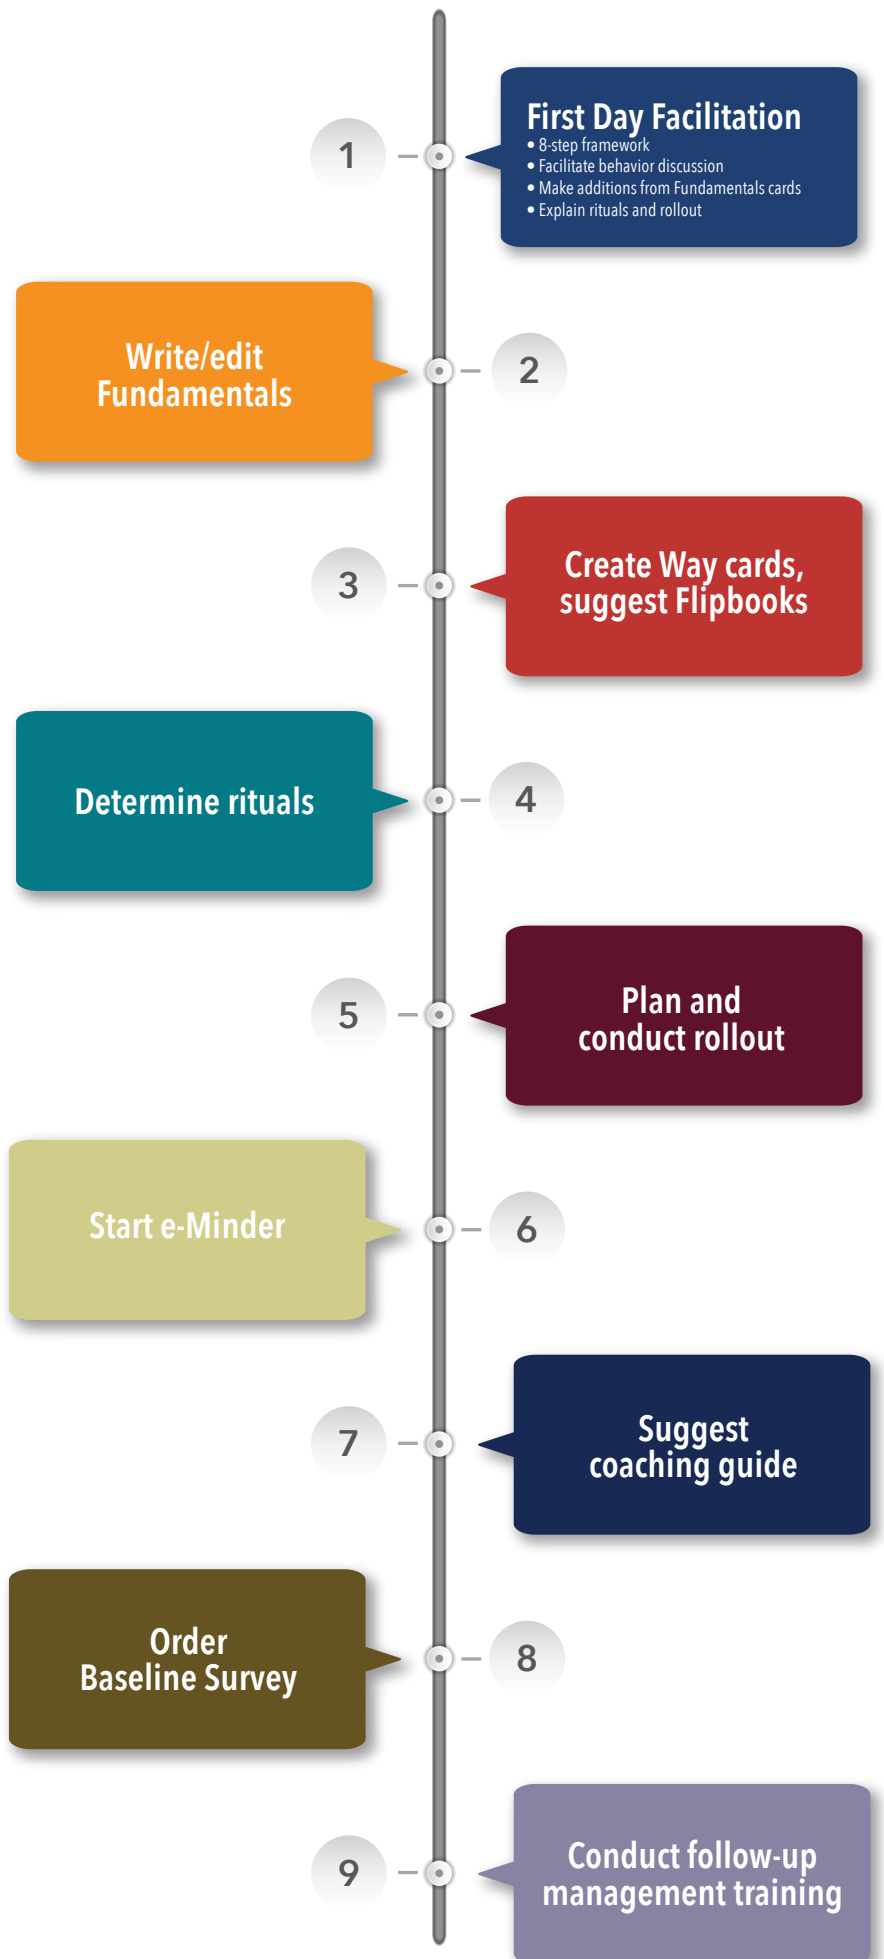 1
First Day Facilitation
• 8-step framework
• Facilitate behavior discussion
• Make additions from Fundamentals cards
• Explain rituals and rollout
Write/edit
Fundamentals
2
3
Create Way cards,
suggest Flipbooks
Determine rituals
4
5
Plan and
conduct rollout
Start e-Minder
6
7
Suggest
coaching guide
Order
Baseline Survey
8
9
Conduct follow-up
management training